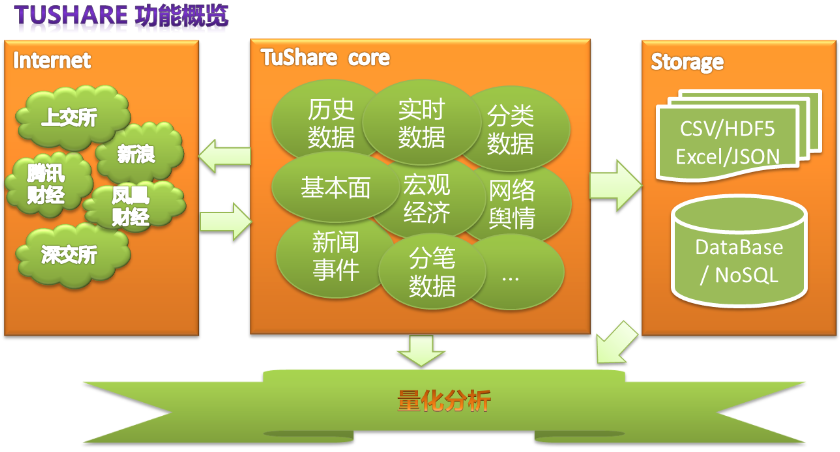 TUSHARE 功能概览
Internet
上交所
新浪
腾讯
财经
凤凰
财经
深交所
TuShare core
历史
数据
实时
数据
分类
数据
基本面
宏观
经济
网络
舆情
新闻
事件
分笔
数据
...
Storage
CSV/HDF5
Excel/JSON
DataBase
/ NoSQL
量化分析